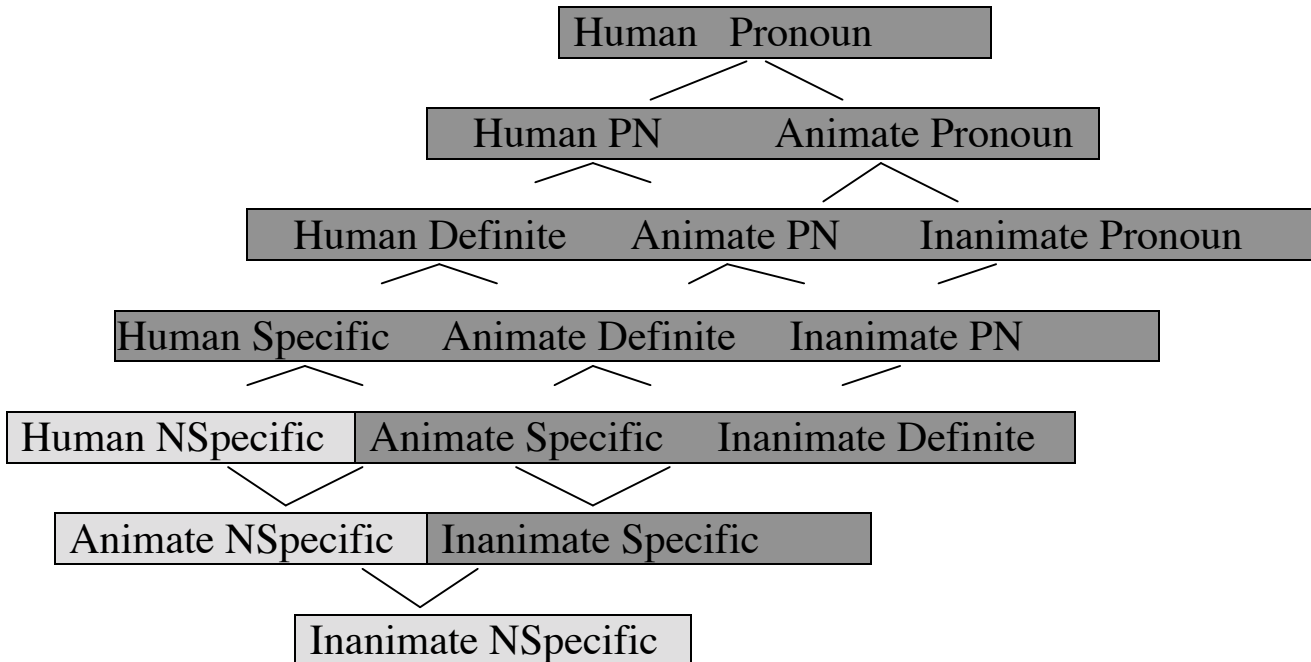 Human Pronoun
Human PN Animate Pronoun
Human Definite Animate PN Inanimate Pronoun
Human Specific Animate Definite Inanimate PN
Human NSpecific Animate Specific Inanimate Definite
Animate NSpecific Inanimate Specific
Inanimate NSpecific